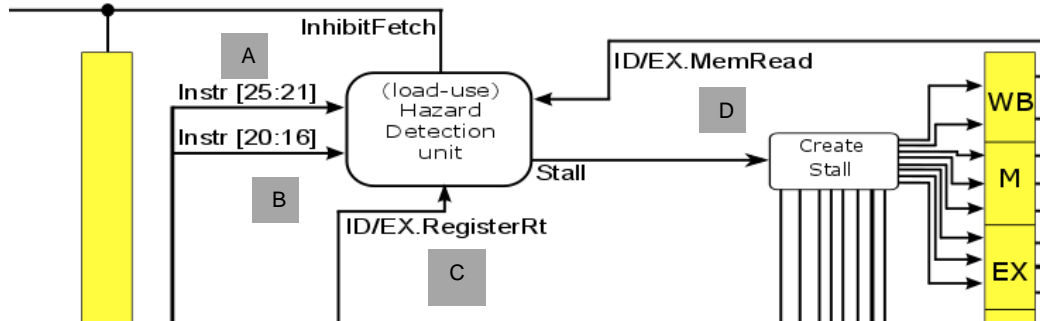 InhibitFetch
A
ID/EX.MemRead
Instr [25:21]
(load-use)
Hazard
Detection
unit
D
WB
Instr [20:16]
Create
Stall
Stall
M
B
ID/EX.RegisterRt
C
EX